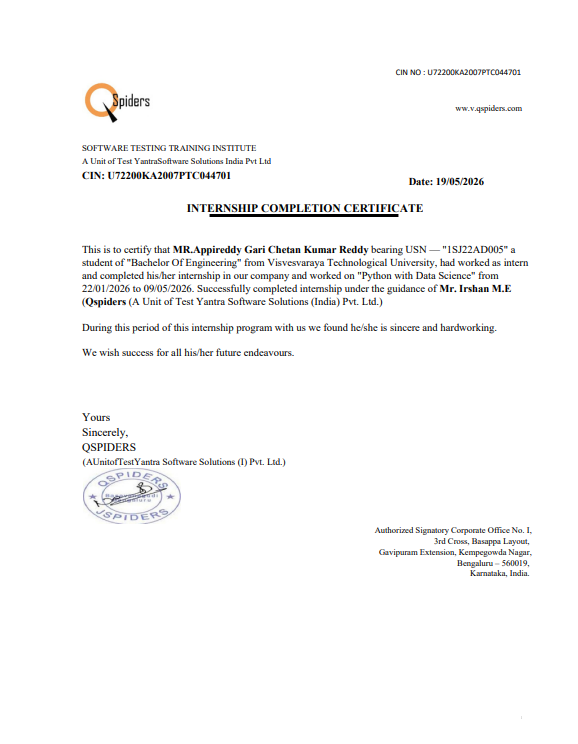 CIN NO : U72200KA2007PTC044701
QSpiders
ww.v.qspiders.com
SOFTWARE TESTING TRAINING INSTITUTE
A Unit of Test YantraSoftware Solutions India Pvt Ltd
CIN: U72200KA2007PTC044701
Date: 19/05/2026
INTERNSHIP COMPLETION CERTIFICATE
This is to certify that MR.Appireddy Gari Chetan Kumar Reddy bearing USN — "1SJ22AD005" a
student of "Bachelor Of Engineering" from Visvesvaraya Technological University, had worked as intern
and completed his/her internship in our company and worked on "Python with Data Science" from
22/01/2026 to 09/05/2026. Successfully completed internship under the guidance of Mr. Irshan M.E
(Qspiders (A Unit of Test Yantra Software Solutions (India) Pvt. Ltd.)
During this period of this internship program with us we found he/she is sincere and hardworking.
We wish success for all his/her future endeavours.
Yours
Sincerely,
QSPIDERS
(AUnitofTestYantra Software Solutions (I) Pvt. Ltd.)
QSPIDERS
JSPIDERS
Authorized Signatory Corporate Office No. I,
3rd Cross, Basappa Layout,
Gavipuram Extension, Kempegowda Nagar,
Bengaluru – 560019,
Karnataka, India.